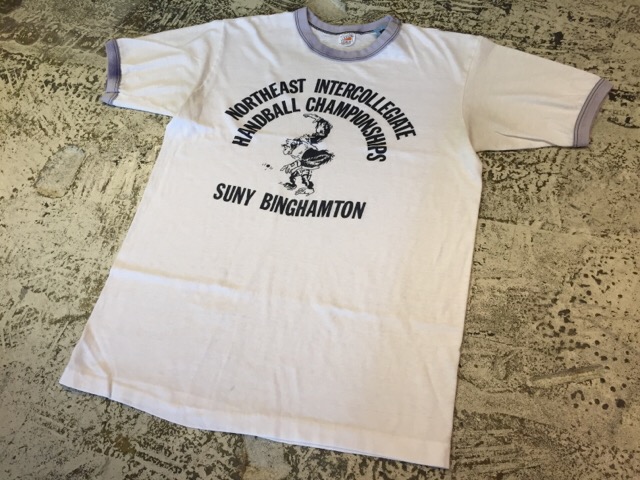 NORTHEAST INTERCOLLEGIATE
HANDBALL CHAMPIONSHIPS
SUNY BINGHAMTON